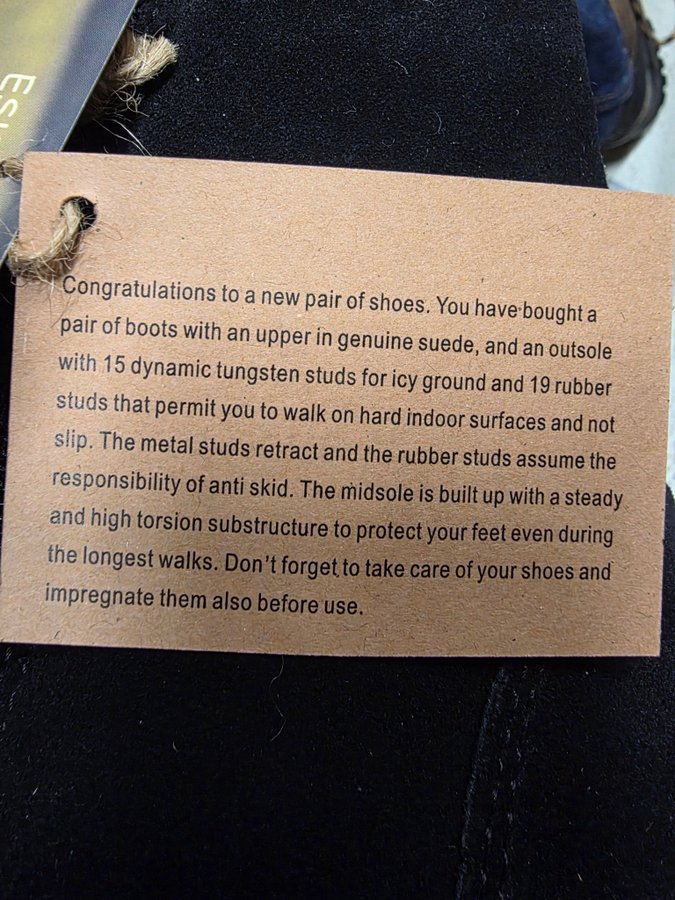 Congratulations to a new pair of shoes. You have bought a
pair of boots with an upper in genuine suede, and an outsole
with 15 dynamic tungsten studs for icy ground and 19 rubber
studs that permit you to walk on hard indoor surfaces and not
slip. The metal studs retract and the rubber studs assume the
responsibility of anti skid. The midsole is built up with a steady
and high torsion substructure to protect your feet even during
the longest walks. Don't forget to take care of your shoes and
impregnate them also before use.